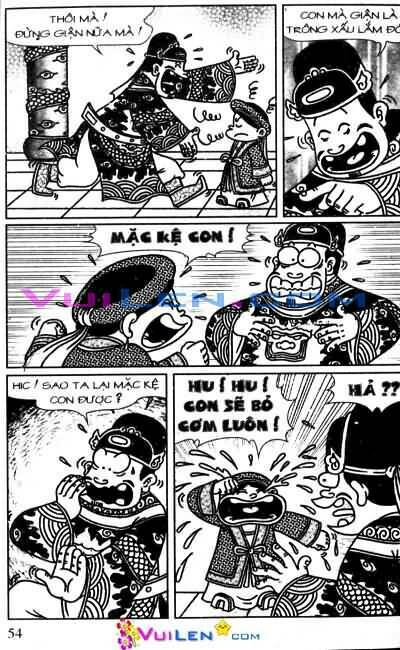 THÔI MÀ!
ĐỪNG GIẬN NỮA MÀ!
CON MÀ GIẬN LÀ
TRÔNG XẤU LẮM ĐÓ
MẶC KỆ CON!
VUILEN.COM
HIC! SAO TA LẠI MẶC KỆ
CON ĐƯỢC?
HU! HU!
CON SẼ BỎ
CƠM LUÔN!
HẢ??
54
VUILEN.COM